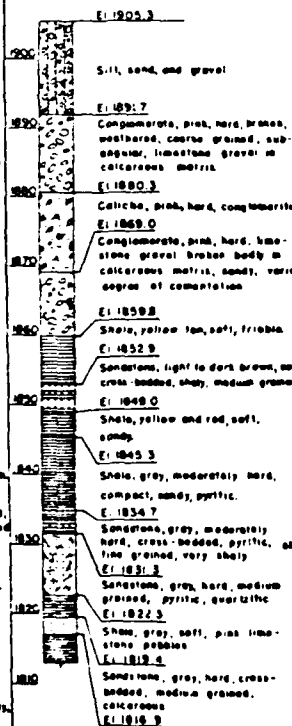 El 1905.3
1900
Silt, sand, and gravel
El 1891.7
1890
Conglomerate, pink, hard, broken,
weathered, coarse grained, sub-
angular, limestone gravel in
calcareous matrix
1880
El 1880.3
Caliche, pink, hard, conglomeritic
El 1869.0
1870
Conglomerate, pink, hard, lime-
stone gravel broken badly in
calcareous matrix, sandy, varied
degree of cementation
1860
El 1859.8
Shale, yellow tan, soft, friable
El 1852.9
Sandstone, light to dark brown,
cross-bedded, shaly, medium grained
1850
El 1849.0
Shale, yellow and red, soft,
sandy
El 1845.3
1840
Shale, gray, moderately hard,
compact, sandy, pyritic.
El 1834.7
1830
Sandstone, gray, moderately
hard, cross-bedded, pyritic,
fine grained, very shaly
El 1831.3
Sandstone, gray, hard, medium
grained, pyritic, quartzitic
El 1822.3
1820
Shale, gray, soft, pink lime-
stone pebbles
El 1819.4
1810
Sandstone, gray, hard, cross-
bedded, medium grained,
calcareous
El 1816.9